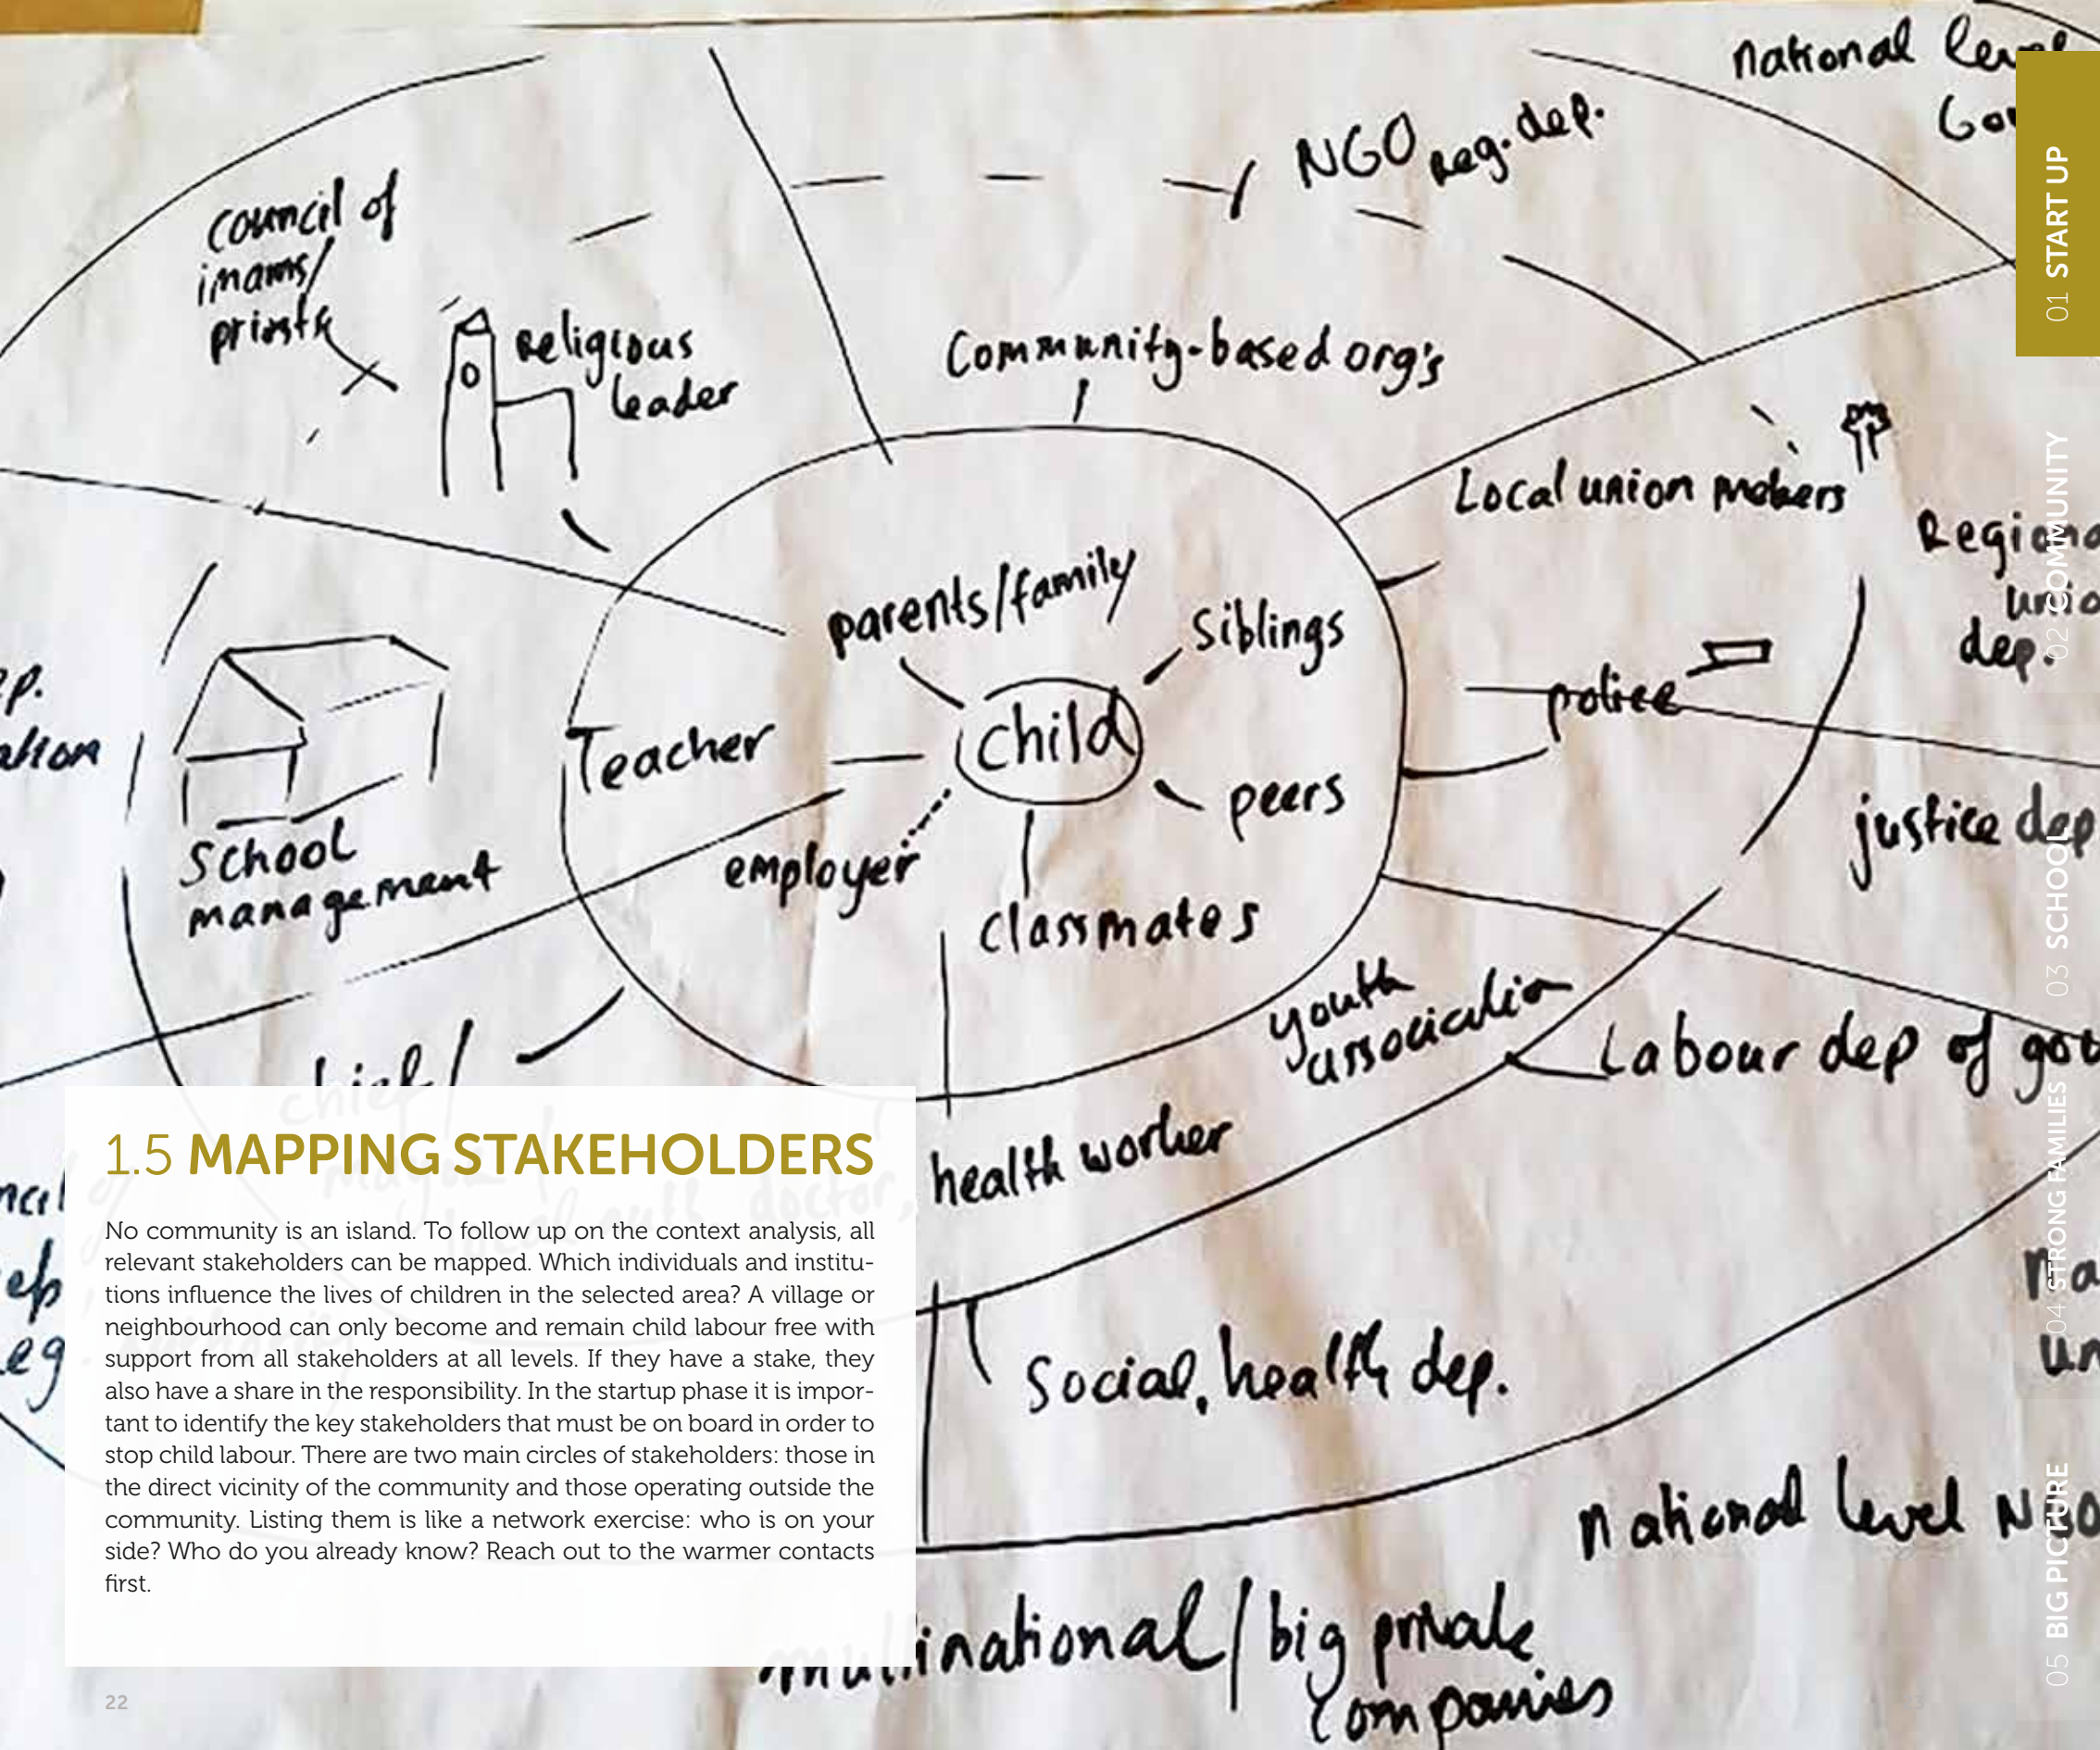 national
council of
imams/
NGO reg. dep.
religious
leader
Community-based org's
Local union
dep.
parents/family
siblings
child
Teacher
peers
employer
classmates
police
justice dep
School
management
youth
association
Labour dep of
health worker
Social, health dep.
national level
big private
companies
1.5 MAPPING STAKEHOLDERS
No community is an island. To follow up on the context analysis, all
relevant stakeholders can be mapped. Which individuals and institu-
tions influence the lives of children in the selected area? A village or
neighbourhood can only become and remain child labour free with
support from all stakeholders at all levels. If they have a stake, they
also have a share in the responsibility. In the startup phase it is impor-
tant to identify the key stakeholders that must be on board in order to
stop child labour. There are two main circles of stakeholders: those in
the direct vicinity of the community and those operating outside the
community. Listing them is like a network exercise: who is on your
side? Who do you already know? Reach out to the warmer contacts
first.
22
01 START UP
02 COMMUNITY
03 SCHOOL
04 STRONG FAMILIES
05 BIG PICTURE